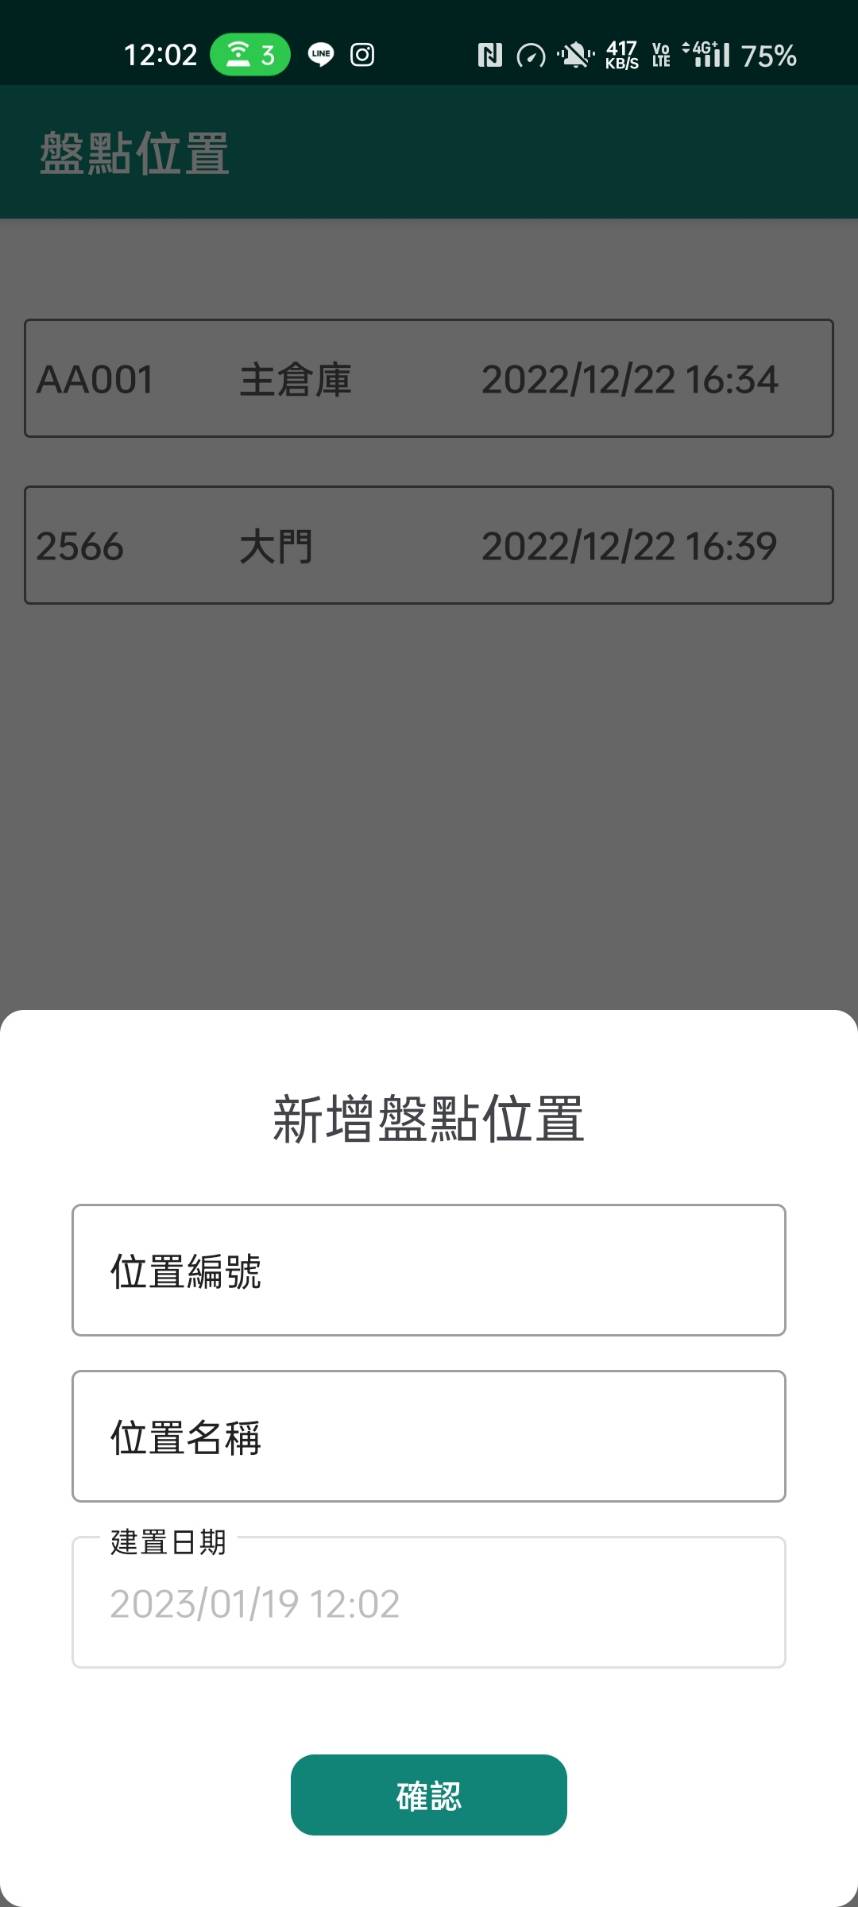 12:02 3 LINE 417 KB/S Vo LTE 4G+ 75%
盤點位置
AA001 主倉庫 2022/12/22 16:34
2566 大門 2022/12/22 16:39
新增盤點位置
位置編號
位置名稱
建置日期
2023/01/19 12:02
確認